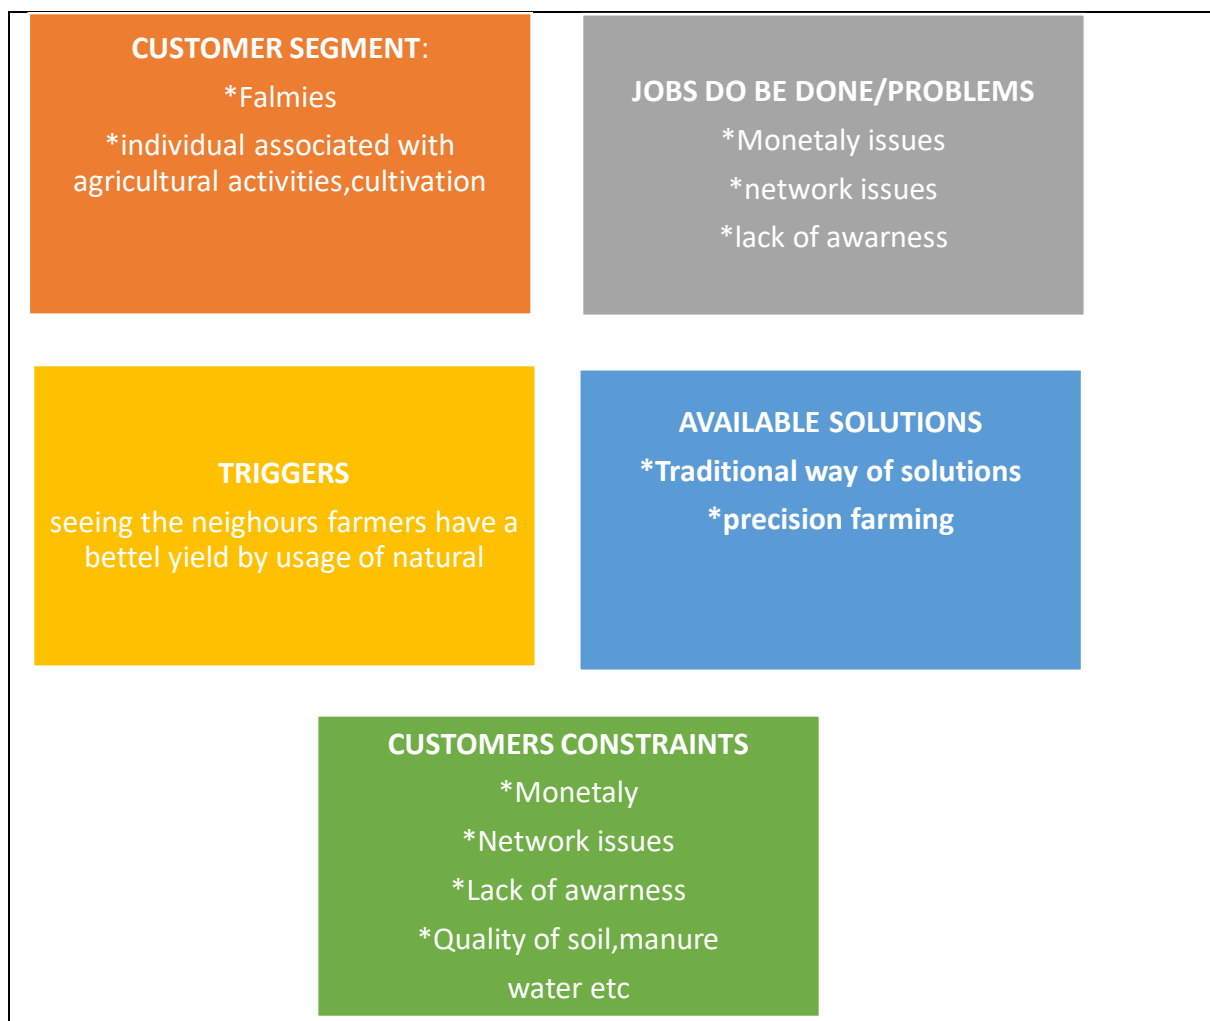 CUSTOMER SEGMENT:
*Falmies
*individual associated with
agricultural activities,cultivation
JOBS DO BE DONE/PROBLEMS
*Monetaly issues
*network issues
*lack of awarness
TRIGGERS
seeing the neighours farmers have a
bettel yield by usage of natural
AVAILABLE SOLUTIONS
*Traditional way of solutions
*precision farming
CUSTOMERS CONSTRAINTS
*Monetaly
*Network issues
*Lack of awarness
*Quality of soil,manure
water etc